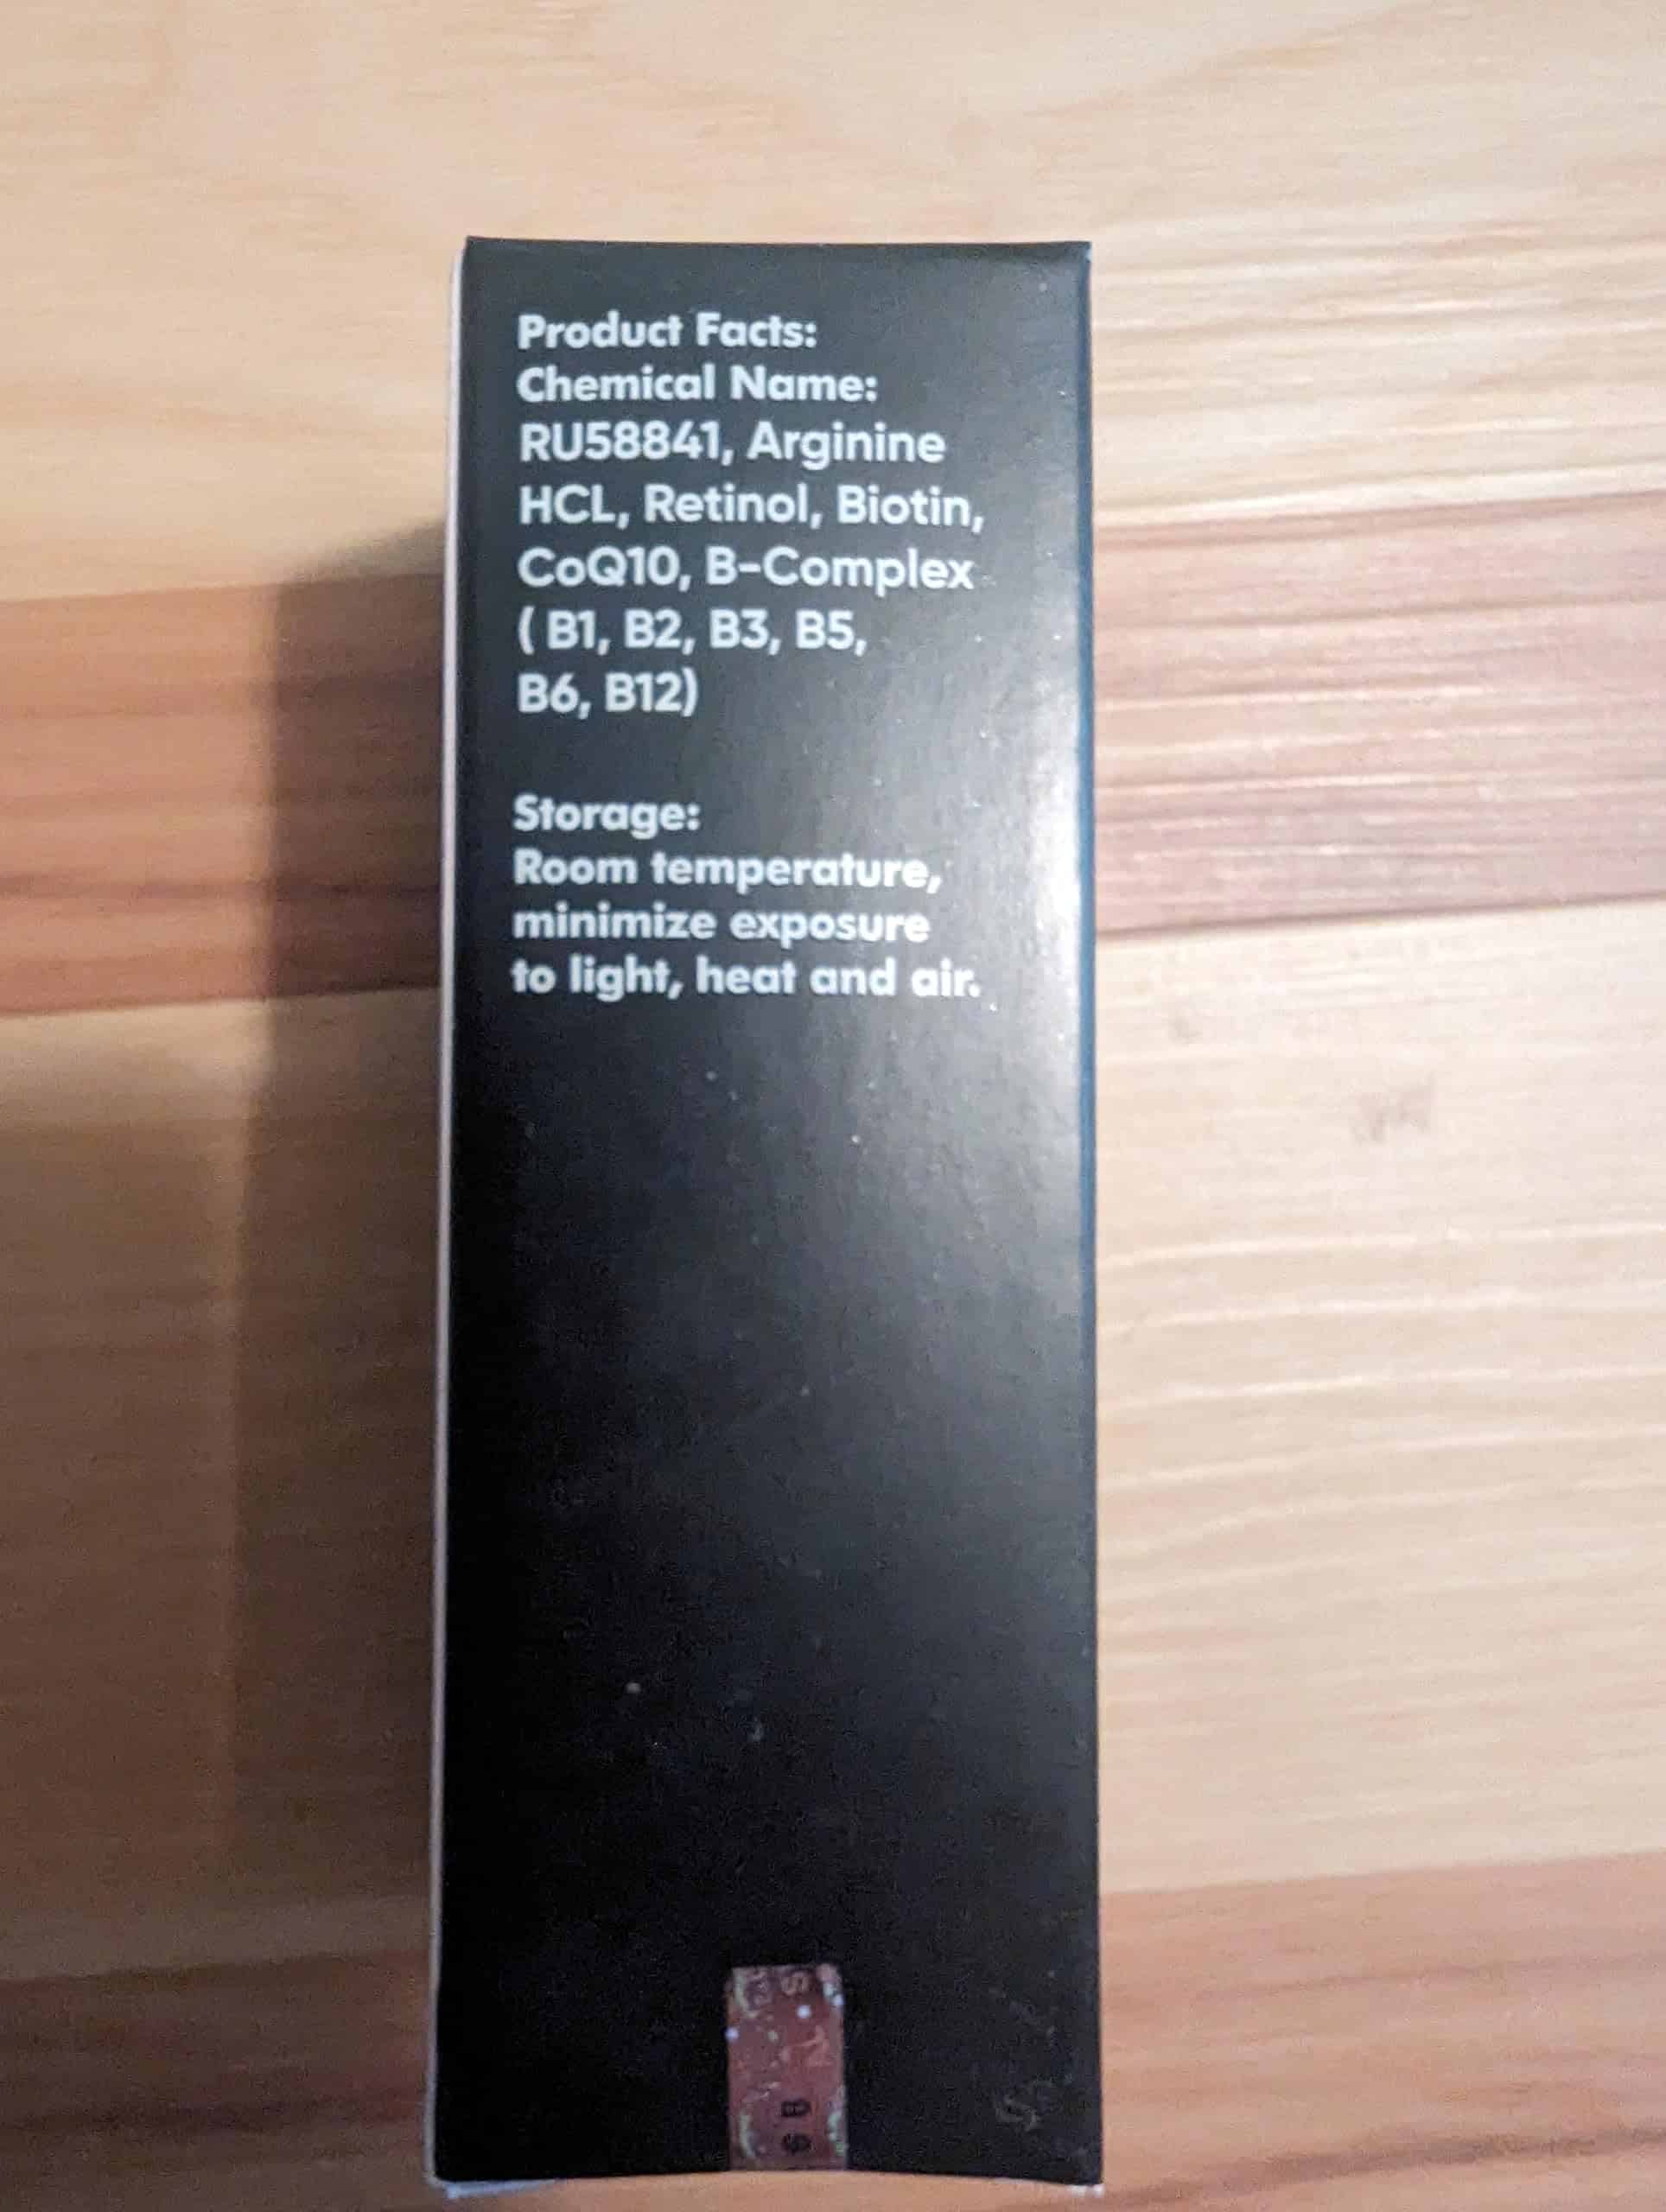 Product Facts:
Chemical Name:
RU58841, Arginine
HCL, Retinol, Biotin,
CoQ10, B-Complex
( B1, B2, B3, B5,
B6, B12)
Storage:
Room temperature,
minimize exposure
to light, heat and air.